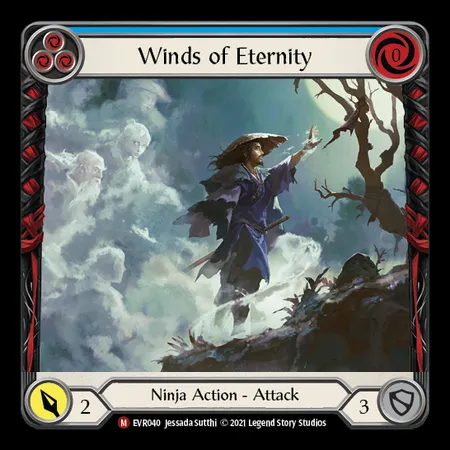 Winds of Eternity
0
2
Ninja Action - Attack
3
M EVR040 Jessada Sutthi © 2021 Legend Story Studios